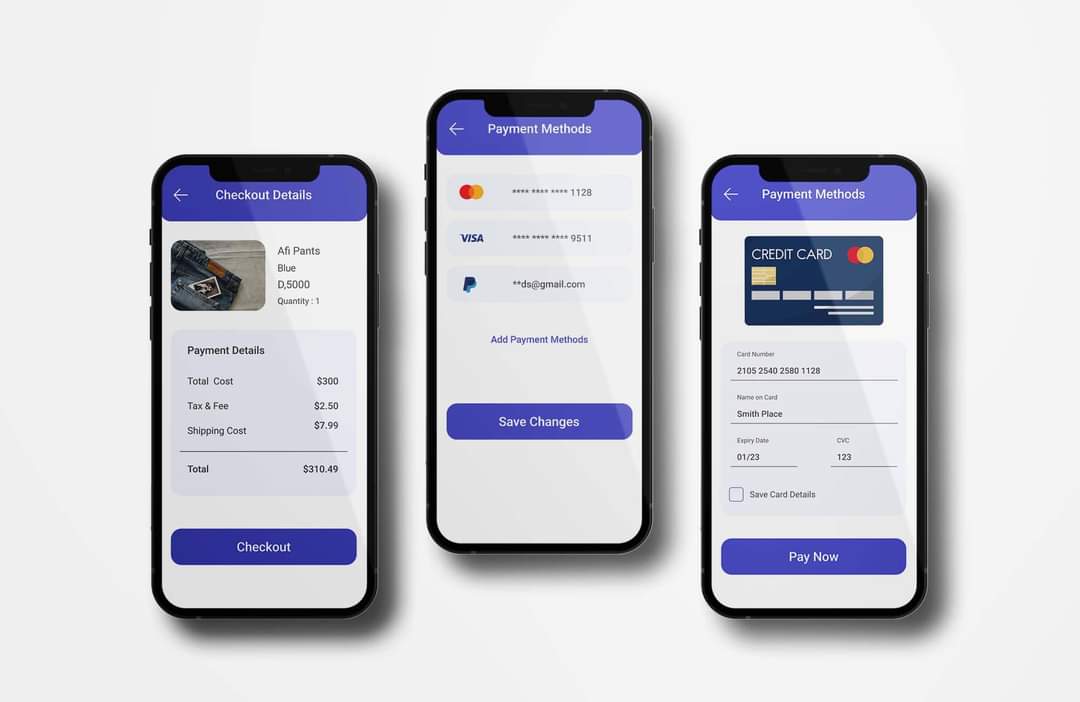 Checkout Details
Afi Pants
Blue
D,5000
Quantity : 1
Payment Details
Total Cost $300
Tax & Fee $2.50
Shipping Cost $7.99
Total $310.49
Checkout
Payment Methods
**** **** **** 1128
VISA **** **** **** 9511
**ds@gmail.com
Add Payment Methods
Save Changes
Payment Methods
CREDIT CARD
Card Number
2105 2540 2580 1128
Name on Card
Smith Place
Expiry Date CVC
01/23 123
Save Card Details
Pay Now